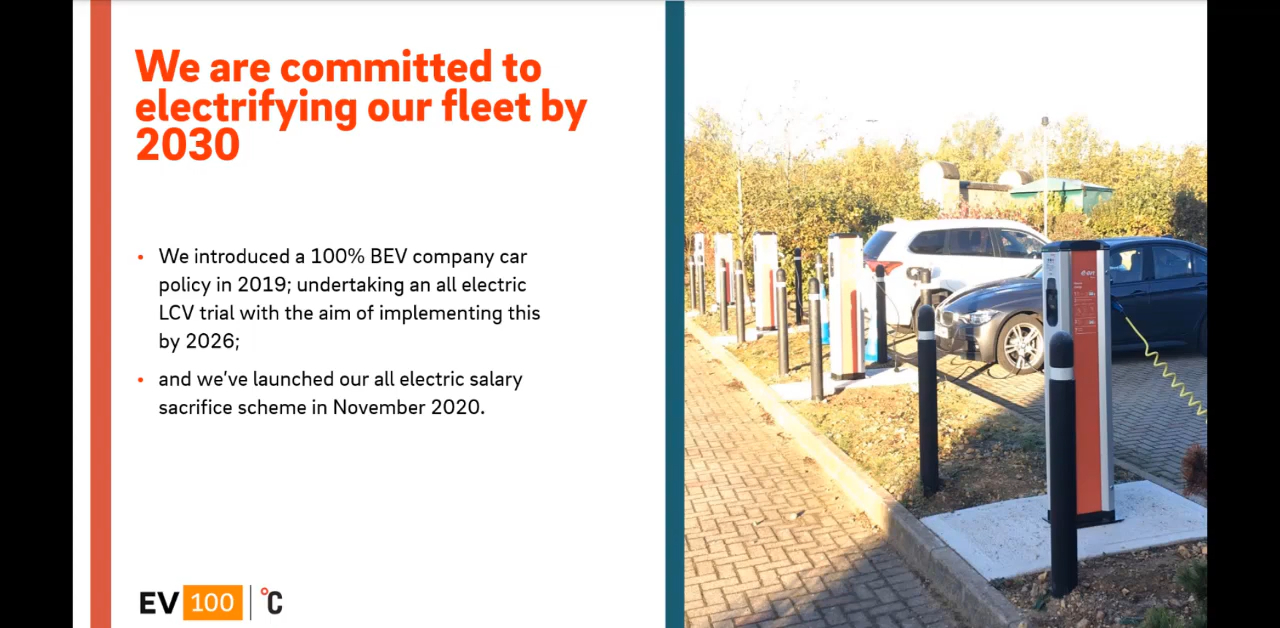 We are committed to
electrifying our fleet by
2030
• We introduced a 100% BEV company car
policy in 2019; undertaking an all electric
LCV trial with the aim of implementing this
by 2026;
• and we've launched our all electric salary
sacrifice scheme in November 2020.
EV 100 | °C
e·on